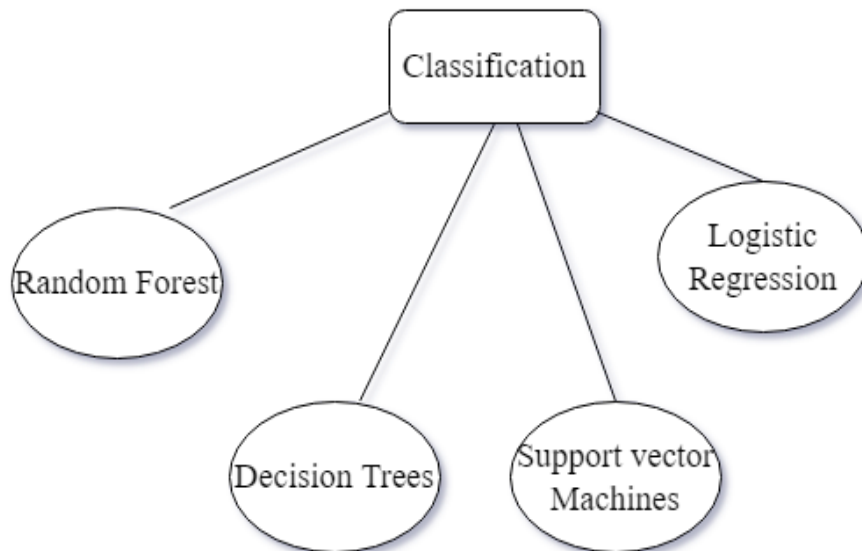 Classification
Random Forest
Logistic
Regression
Decision Trees
Support vector
Machines